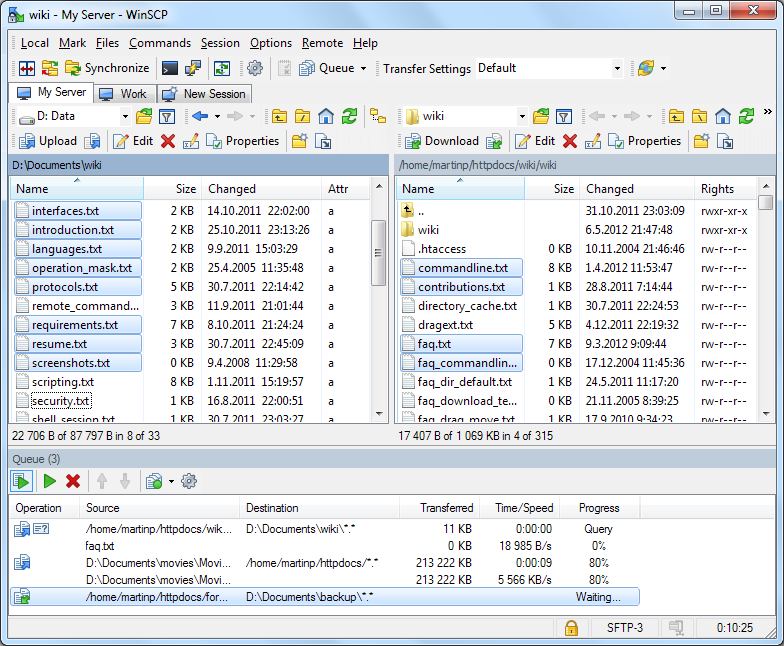 wiki - My Server - WinSCP
Local Mark Files Commands Session Options Remote Help
Synchronize Queue Transfer Settings Default
My Server Work New Session
D: Data wiki »
Upload Edit Properties Download Edit Properties
D:\Documents\wiki /home/martinp/httpdocs/wiki/wiki
Name Size Changed Attr Name Size Changed Rights
interfaces.txt 2 KB 14.10.2011 22:02:00 a .. 31.10.2011 23:03:09 rwxr-xr-x
introduction.txt 2 KB 25.10.2011 23:13:26 a wiki 6.5.2012 21:47:48 rwxr-xr-x
languages.txt 2 KB 9.9.2011 15:03:29 a .htaccess 0 KB 10.11.2004 21:46:46 rw-r--r--
operation_mask.txt 2 KB 25.4.2005 11:35:48 a commandline.txt 8 KB 1.4.2012 11:53:47 rw-r--r--
protocols.txt 5 KB 30.7.2011 22:14:42 a contributions.txt 1 KB 28.8.2011 7:14:44 rw-r--r--
remote_command... 3 KB 11.9.2011 21:01:44 a directory_cache.txt 1 KB 30.7.2011 22:24:53 rw-r--r--
requirements.txt 7 KB 8.10.2011 21:24:24 a dragext.txt 5 KB 4.12.2011 22:19:32 rw-r--r--
resume.txt 3 KB 30.7.2011 22:45:09 a faq.txt 7 KB 9.3.2012 9:09:44 rw-r--r--
screenshots.txt 0 KB 9.4.2008 11:29:58 a faq_commandlin... 0 KB 17.12.2004 11:45:36 rw-r--r--
scripting.txt 8 KB 1.11.2011 15:19:57 a faq_dir_default.txt 1 KB 24.5.2011 11:17:20 rw-r--r--
security.txt 1 KB 16.8.2011 22:00:51 a faq_download_te... 0 KB 21.11.2005 8:39:25 rw-r--r--
shell_session.txt 1 KB 30.7.2011 23:03:27 a faq_drag_move.txt 1 KB 17.9.2010 9:34:23 rw-r--r--
22 706 B of 87 797 B in 8 of 33 17 407 B of 1 069 KB in 4 of 315
Queue (3)
Operation Source Destination Transferred Time/Speed Progress
/home/martinp/httpdocs/wik... D:\Documents\wiki\*.* 11 KB 0:00:00 Query
faq.txt 0 KB 18 985 B/s 0%
D:\Documents\movies\Movi... /home/martinp/httpdocs/*.* 213 222 KB 0:00:09 80%
D:\Documents\movies\Movi... 213 222 KB 5 566 KB/s 80%
/home/martinp/httpdocs/for... D:\Documents\backup\*.* Waiting...
SFTP-3 0:10:25